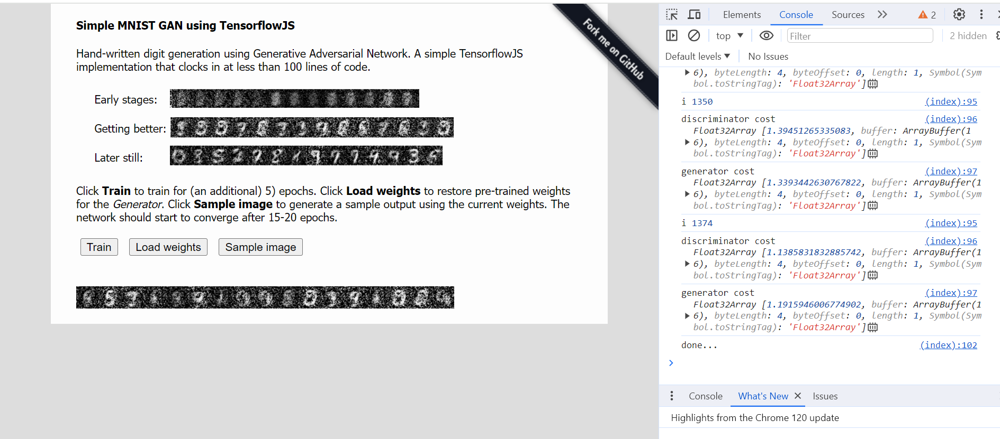 Simple MNIST GAN using TensorflowJS
Hand-written digit generation using Generative Adversarial Network. A simple TensorflowJS
implementation that clocks in at less than 100 lines of code.
Early stages:
Getting better:
Later still:
Click Train to train for (an additional) 5) epochs. Click Load weights to restore pre-trained weights
for the Generator. Click Sample image to generate a sample output using the current weights. The
network should start to converge after 15-20 epochs.
Train Load weights Sample image
Fork me on GitHub
Elements Console Sources 2
top Filter 2 hidden
Default levels No Issues
6), byteLength: 4, byteOffset: 0, length: 1, Symbol(Sym
bol.toStringTag): 'Float32Array']
i 1350 (index):95
discriminator cost (index):96
Float32Array [1.39451265335083, buffer: ArrayBuffer(1
6), byteLength: 4, byteOffset: 0, length: 1, Symbol(Sym
bol.toStringTag): 'Float32Array']
generator cost (index):97
Float32Array [1.3393442630767822, buffer: ArrayBuffer(1
6), byteLength: 4, byteOffset: 0, length: 1, Symbol(Sym
bol.toStringTag): 'Float32Array']
i 1374 (index):95
discriminator cost (index):96
Float32Array [1.1385831832885742, buffer: ArrayBuffer(1
6), byteLength: 4, byteOffset: 0, length: 1, Symbol(Sym
bol.toStringTag): 'Float32Array']
generator cost (index):97
Float32Array [1.1915946006774902, buffer: ArrayBuffer(1
6), byteLength: 4, byteOffset: 0, length: 1, Symbol(Sym
bol.toStringTag): 'Float32Array']
done... (index):102
Console What's New Issues
Highlights from the Chrome 120 update